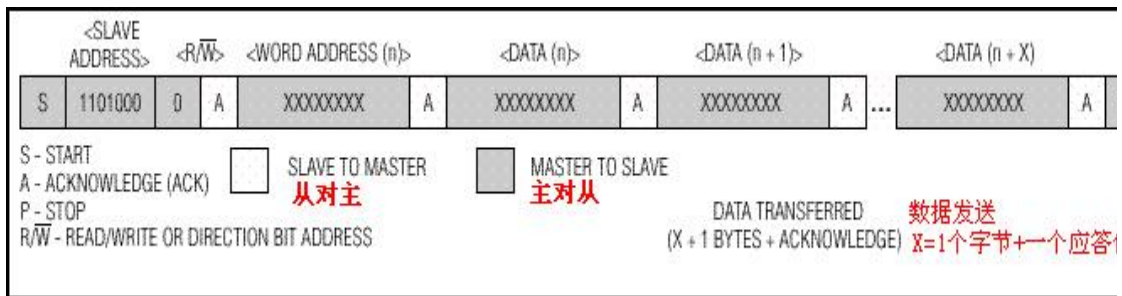 <SLAVE ADDRESS> <R/W̅> <WORD ADDRESS (n)> <DATA (n)> <DATA (n + 1)> <DATA (n + X)>
S 1101000 0 A XXXXXXXX A XXXXXXXX A XXXXXXXX A ... XXXXXXXX A
S - START
A - ACKNOWLEDGE (ACK)
P - STOP
R/W̅ - READ/WRITE OR DIRECTION BIT ADDRESS
SLAVE TO MASTER
从对主
MASTER TO SLAVE
主对从
DATA TRANSFERRED
(X + 1 BYTES + ACKNOWLEDGE)
数据发送
X=1个字节+一个应答